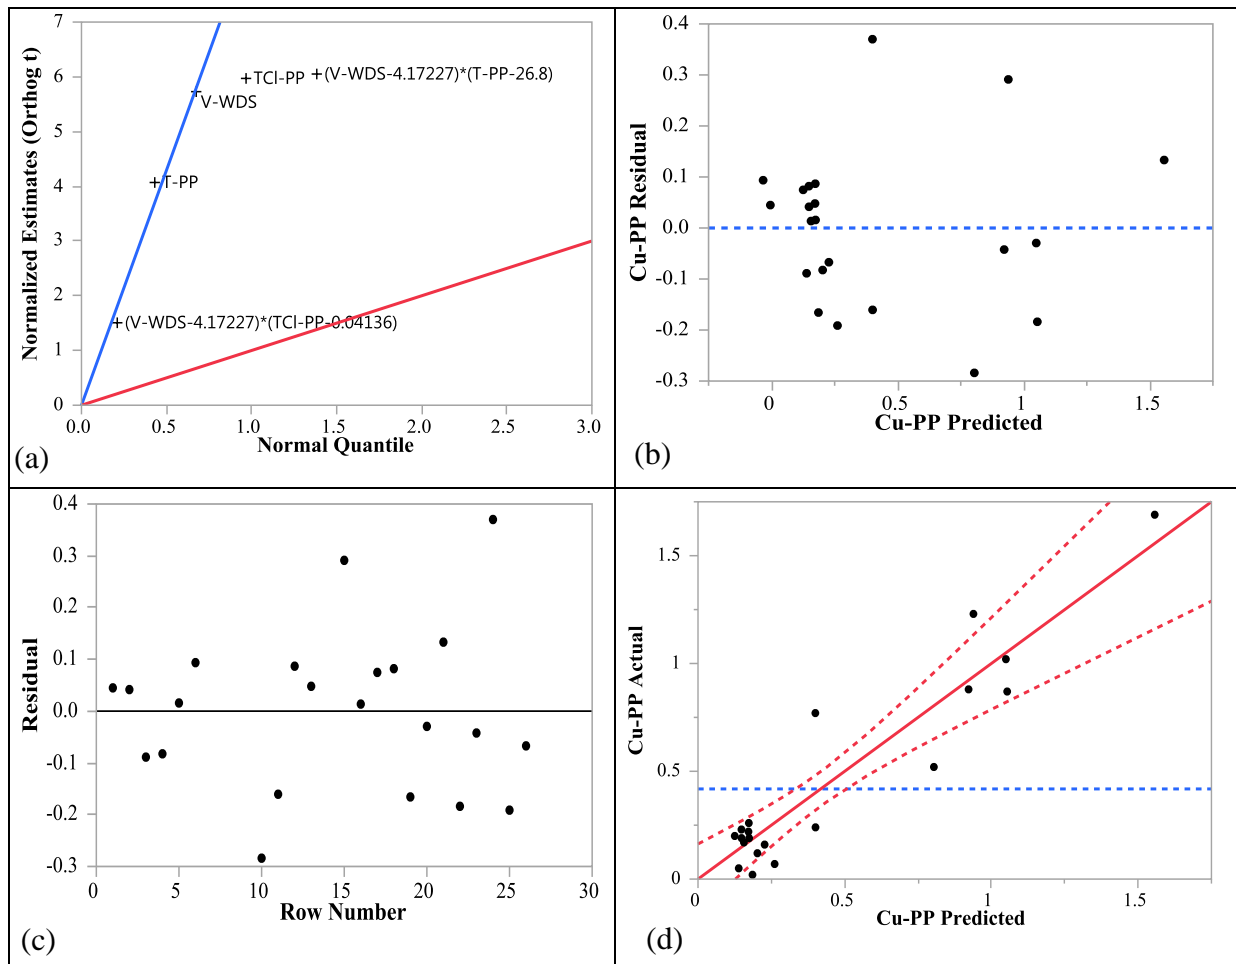 7
6
5
4
3
2
1
0
Normalized Estimates (Orthog t)
+TCl-PP +(V-WDS-4.17227)*(T-PP-26.8)
+V-WDS
+T-PP
+(V-WDS-4.17227)*(TCl-PP-0.04136)
0.0 0.5 1.0 1.5 2.0 2.5 3.0
Normal Quantile
(a)
0.4
0.3
0.2
0.1
0.0
-0.1
-0.2
-0.3
Cu-PP Residual
0 0.5 1 1.5
Cu-PP Predicted
(b)
0.4
0.3
0.2
0.1
0.0
-0.1
-0.2
-0.3
Residual
0 5 10 15 20 25 30
Row Number
(c)
1.5
1
0.5
0
Cu-PP Actual
0 0.5 1 1.5
Cu-PP Predicted
(d)